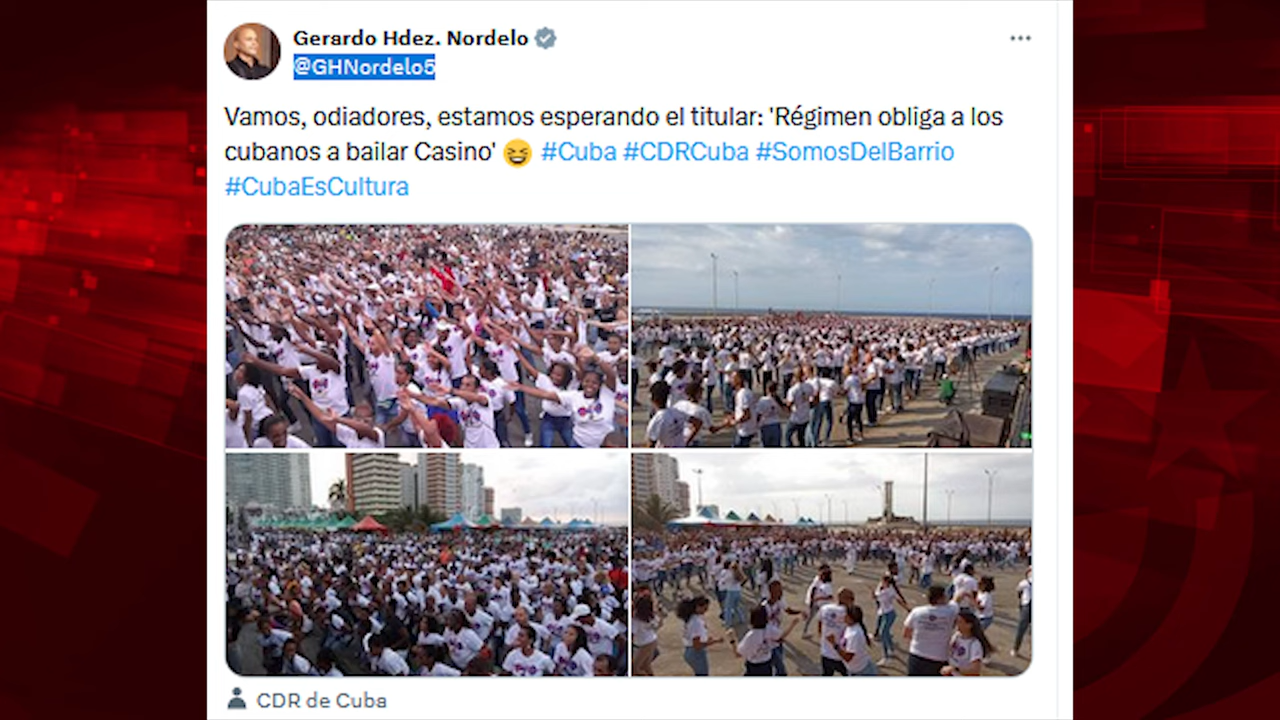 Gerardo Hdez. Nordelo
@GHNordelo5
Vamos, odiadores, estamos esperando el titular: 'Régimen obliga a los
cubanos a bailar Casino' 😆 #Cuba #CDRCuba #SomosDelBarrio
#CubaEsCultura
CDR de Cuba